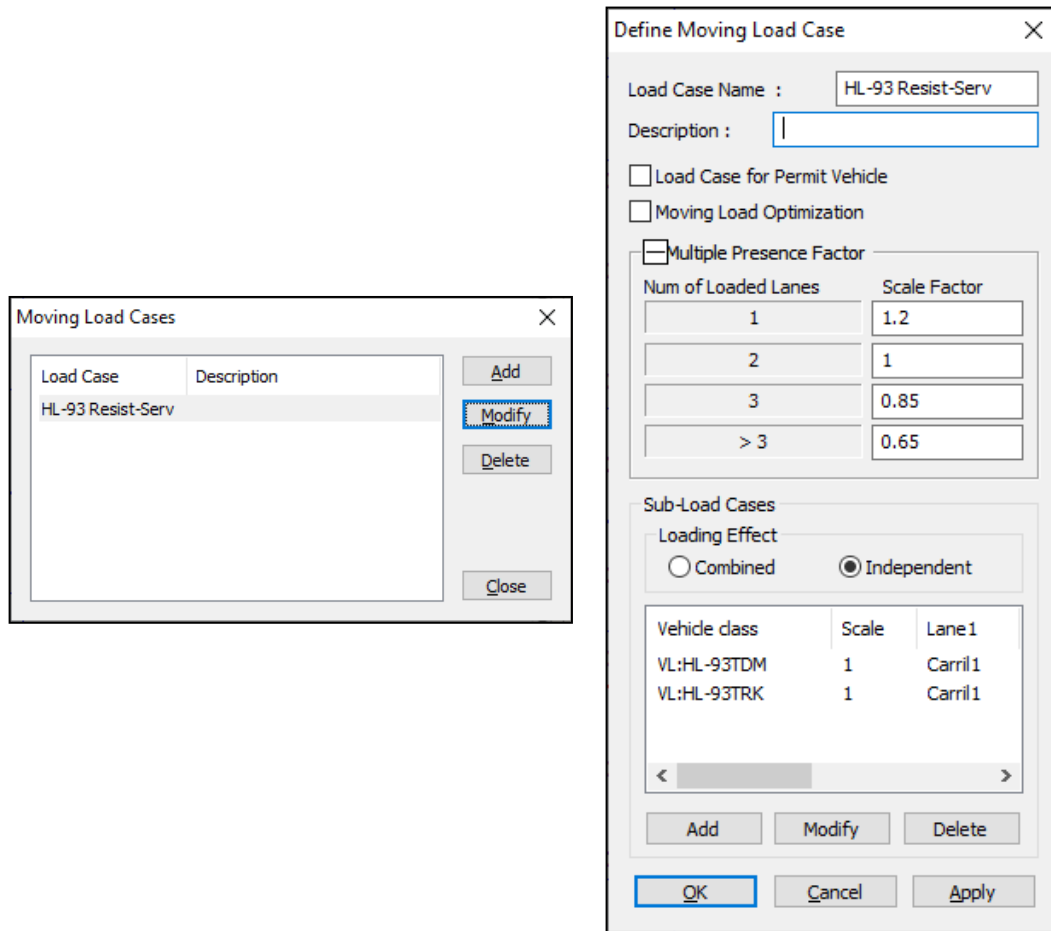 Moving Load Cases
Load Case Description
HL-93 Resist-Serv
Add
Modify
Delete
Close
Define Moving Load Case
Load Case Name : HL-93 Resist-Serv
Description :
Load Case for Permit Vehicle
Moving Load Optimization
Multiple Presence Factor
Num of Loaded Lanes Scale Factor
1 1.2
2 1
3 0.85
> 3 0.65
Sub-Load Cases
Loading Effect
Combined Independent
Vehicle class Scale Lane1
VL:HL-93TDM 1 Carril1
VL:HL-93TRK 1 Carril1
Add Modify Delete
OK Cancel Apply